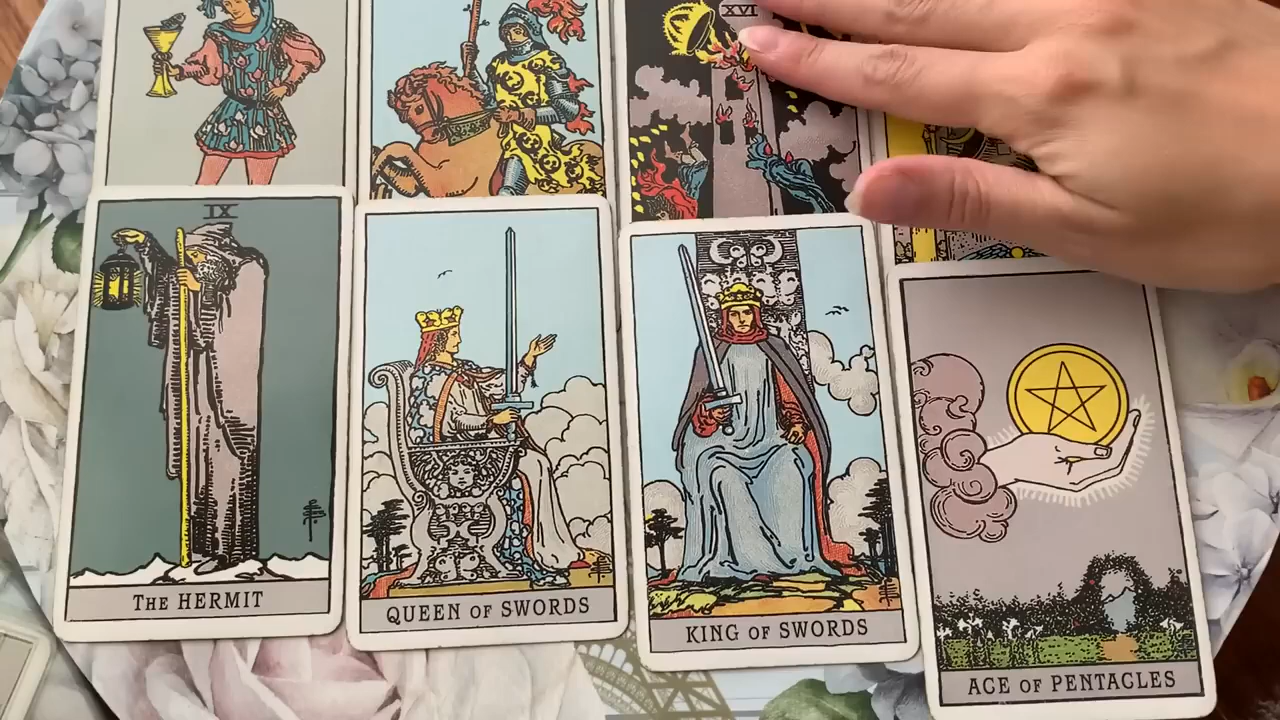 XVI
IX
THE HERMIT
QUEEN OF SWORDS
KING OF SWORDS
ACE OF PENTACLES